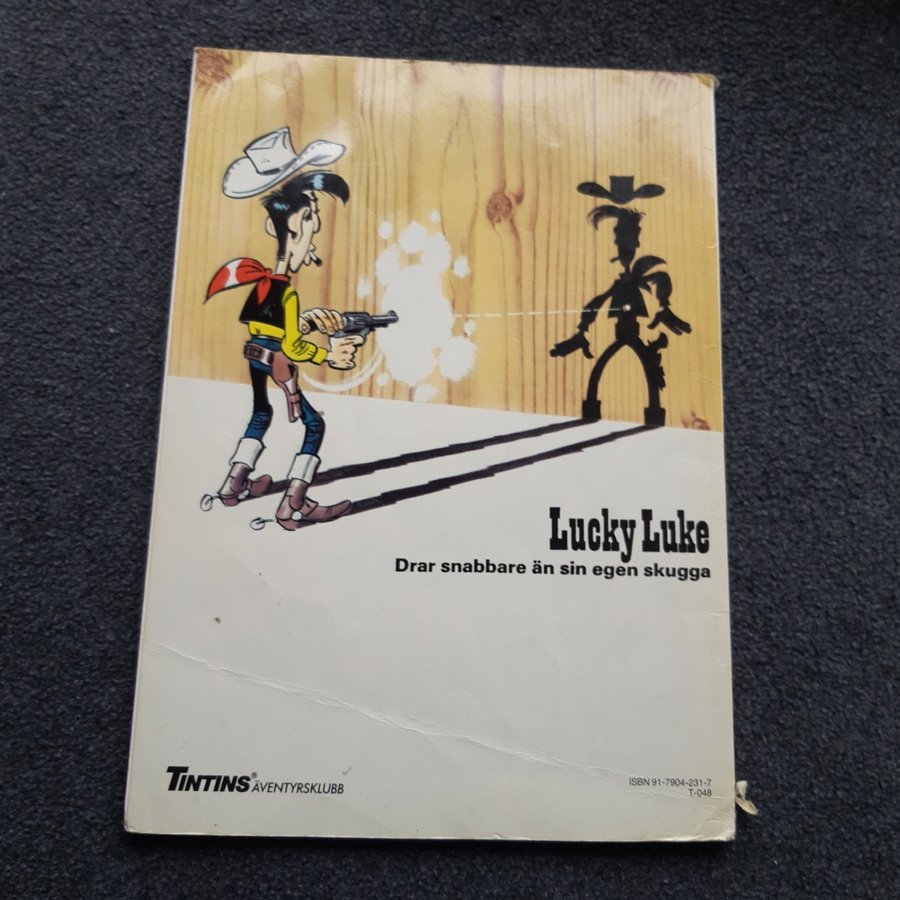 Lucky Luke
Drar snabbare än sin egen skugga
TINTINS® ÄVENTYRSKLUBB
ISBN 91-7904-231-7
T-048